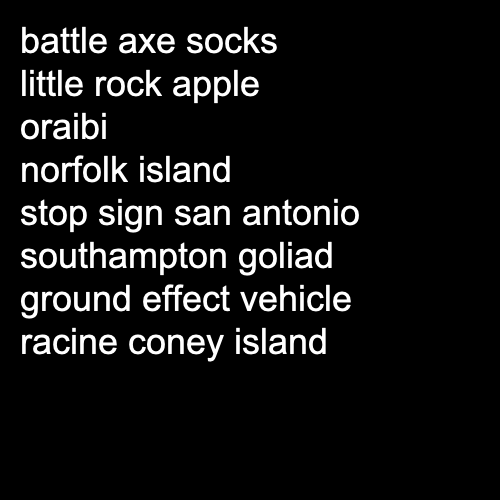 battle axe socks
little rock apple
oraibi
norfolk island
stop sign san antonio
southampton goliad
ground effect vehicle
racine coney island